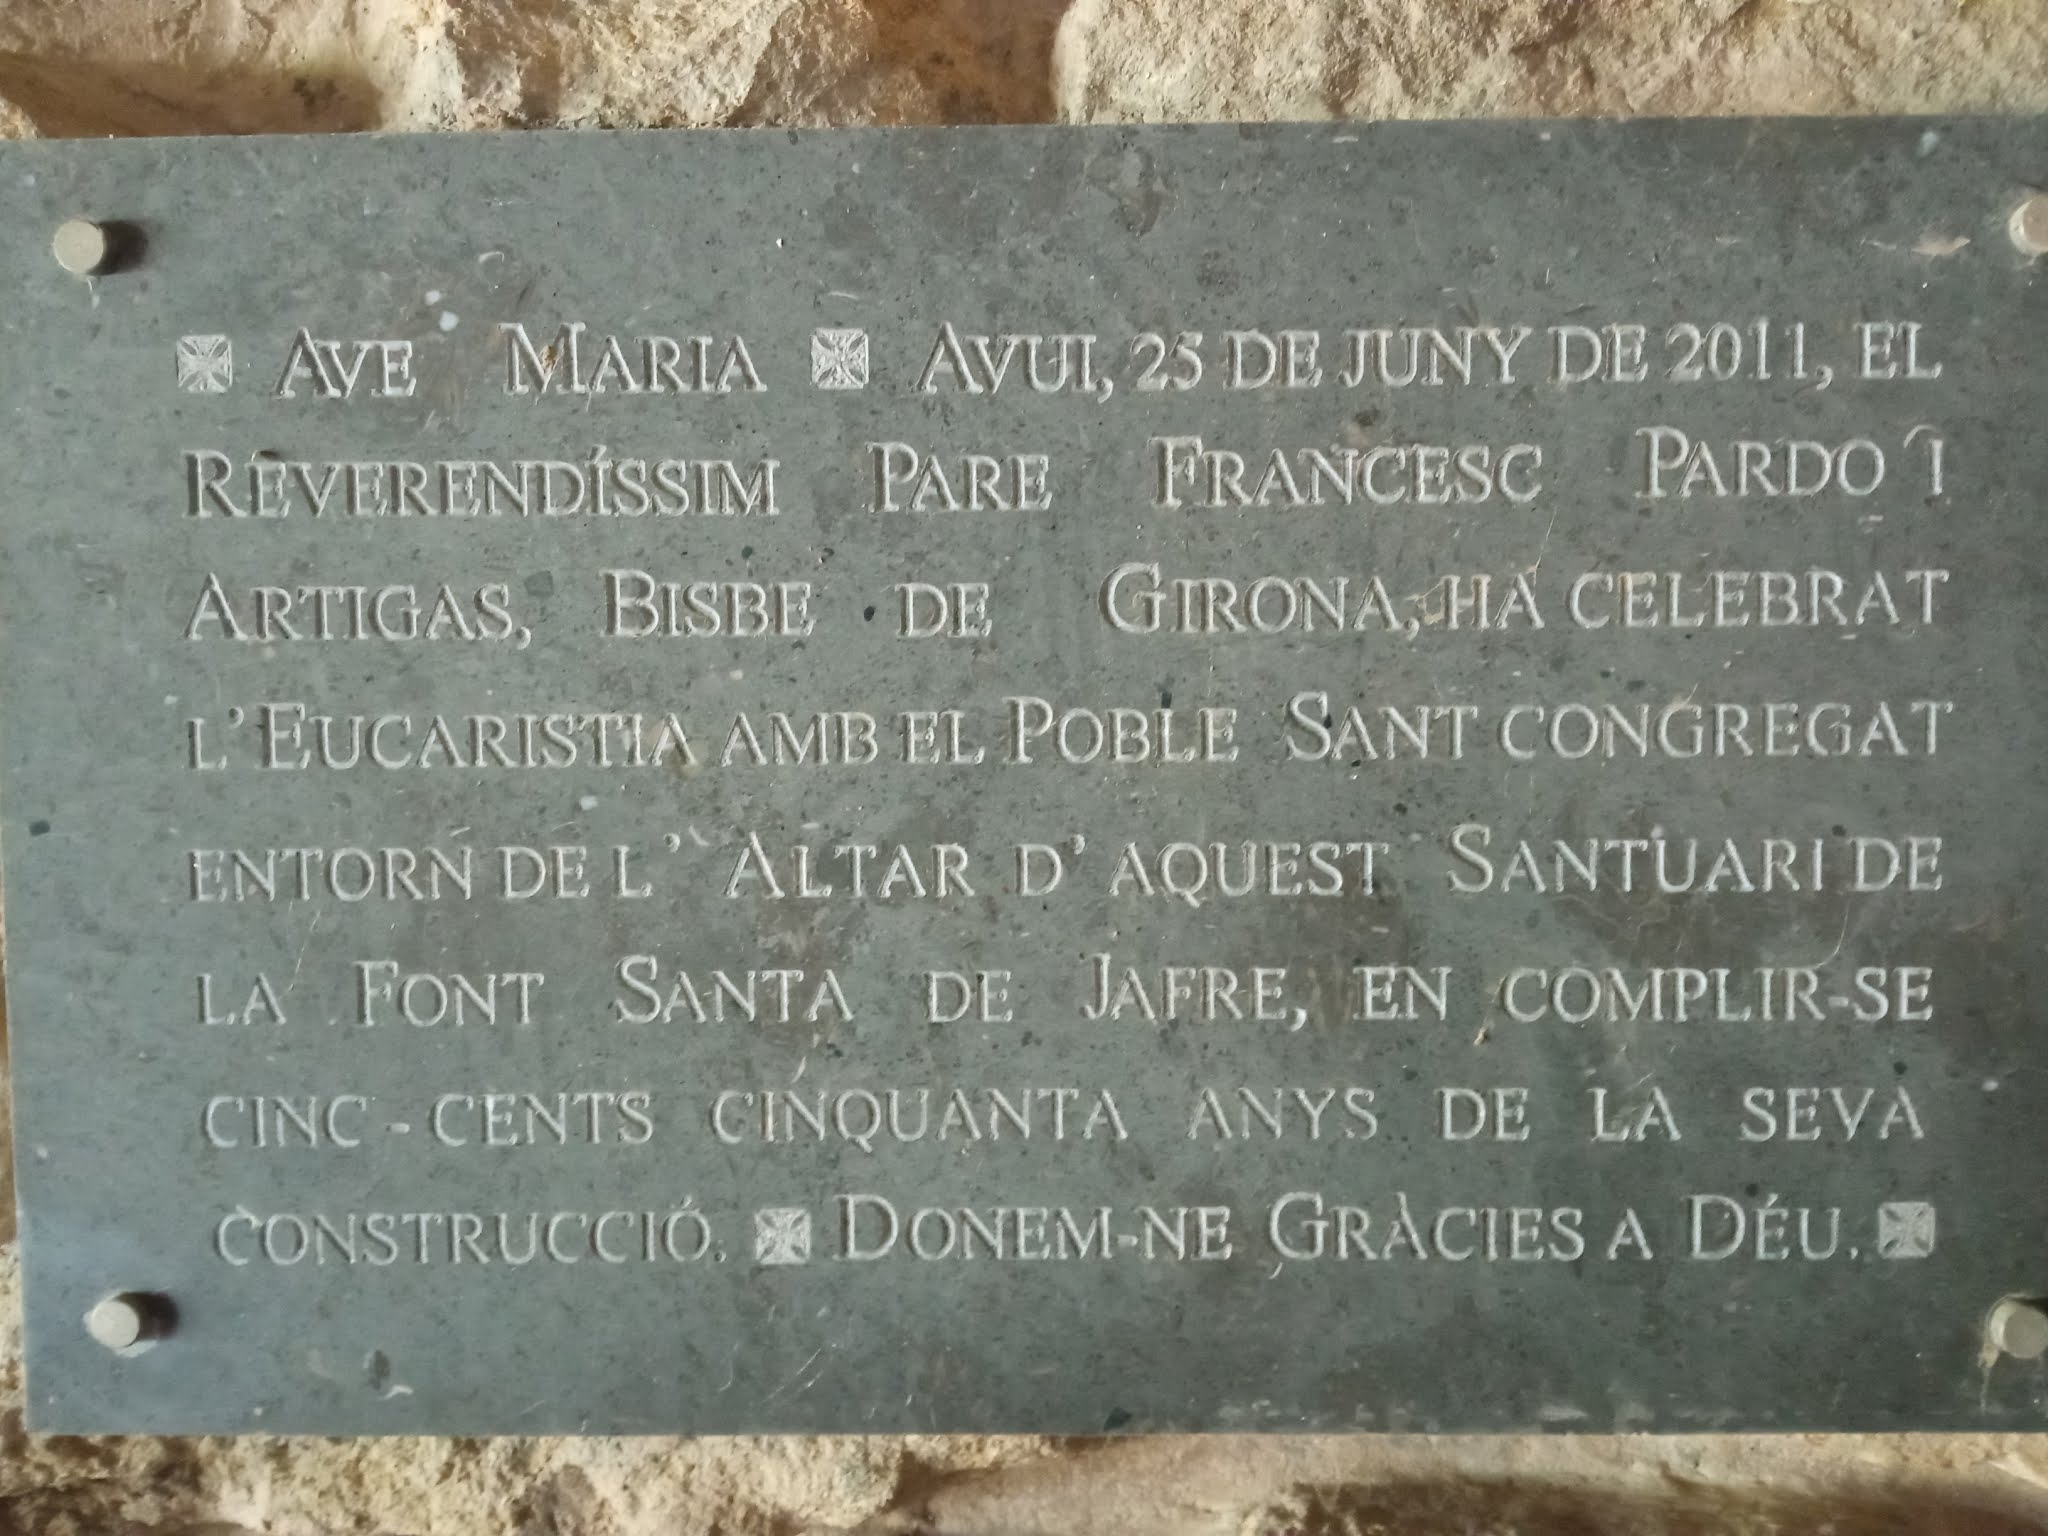 ✠ Ave Maria ✠ Avui, 25 de juny de 2011, el
Reverendíssim Pare Francesc Pardo i
Artigas, Bisbe de Girona, ha celebrat
l'Eucaristia amb el Poble Sant congregat
entorn de l' Altar d' aquest Santuari de
la Font Santa de Jafre, en complir-se
cinc-cents cinquanta anys de la seva
construcció. ✠ Donem-ne Gràcies a Déu. ✠